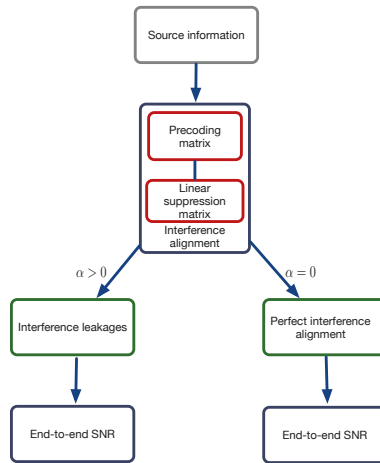 Source information
Precoding
matrix
Linear
suppression
matrix
Interference
alignment
α > 0
α = 0
Interference leakages
Perfect interference
alignment
End-to-end SNR
End-to-end SNR